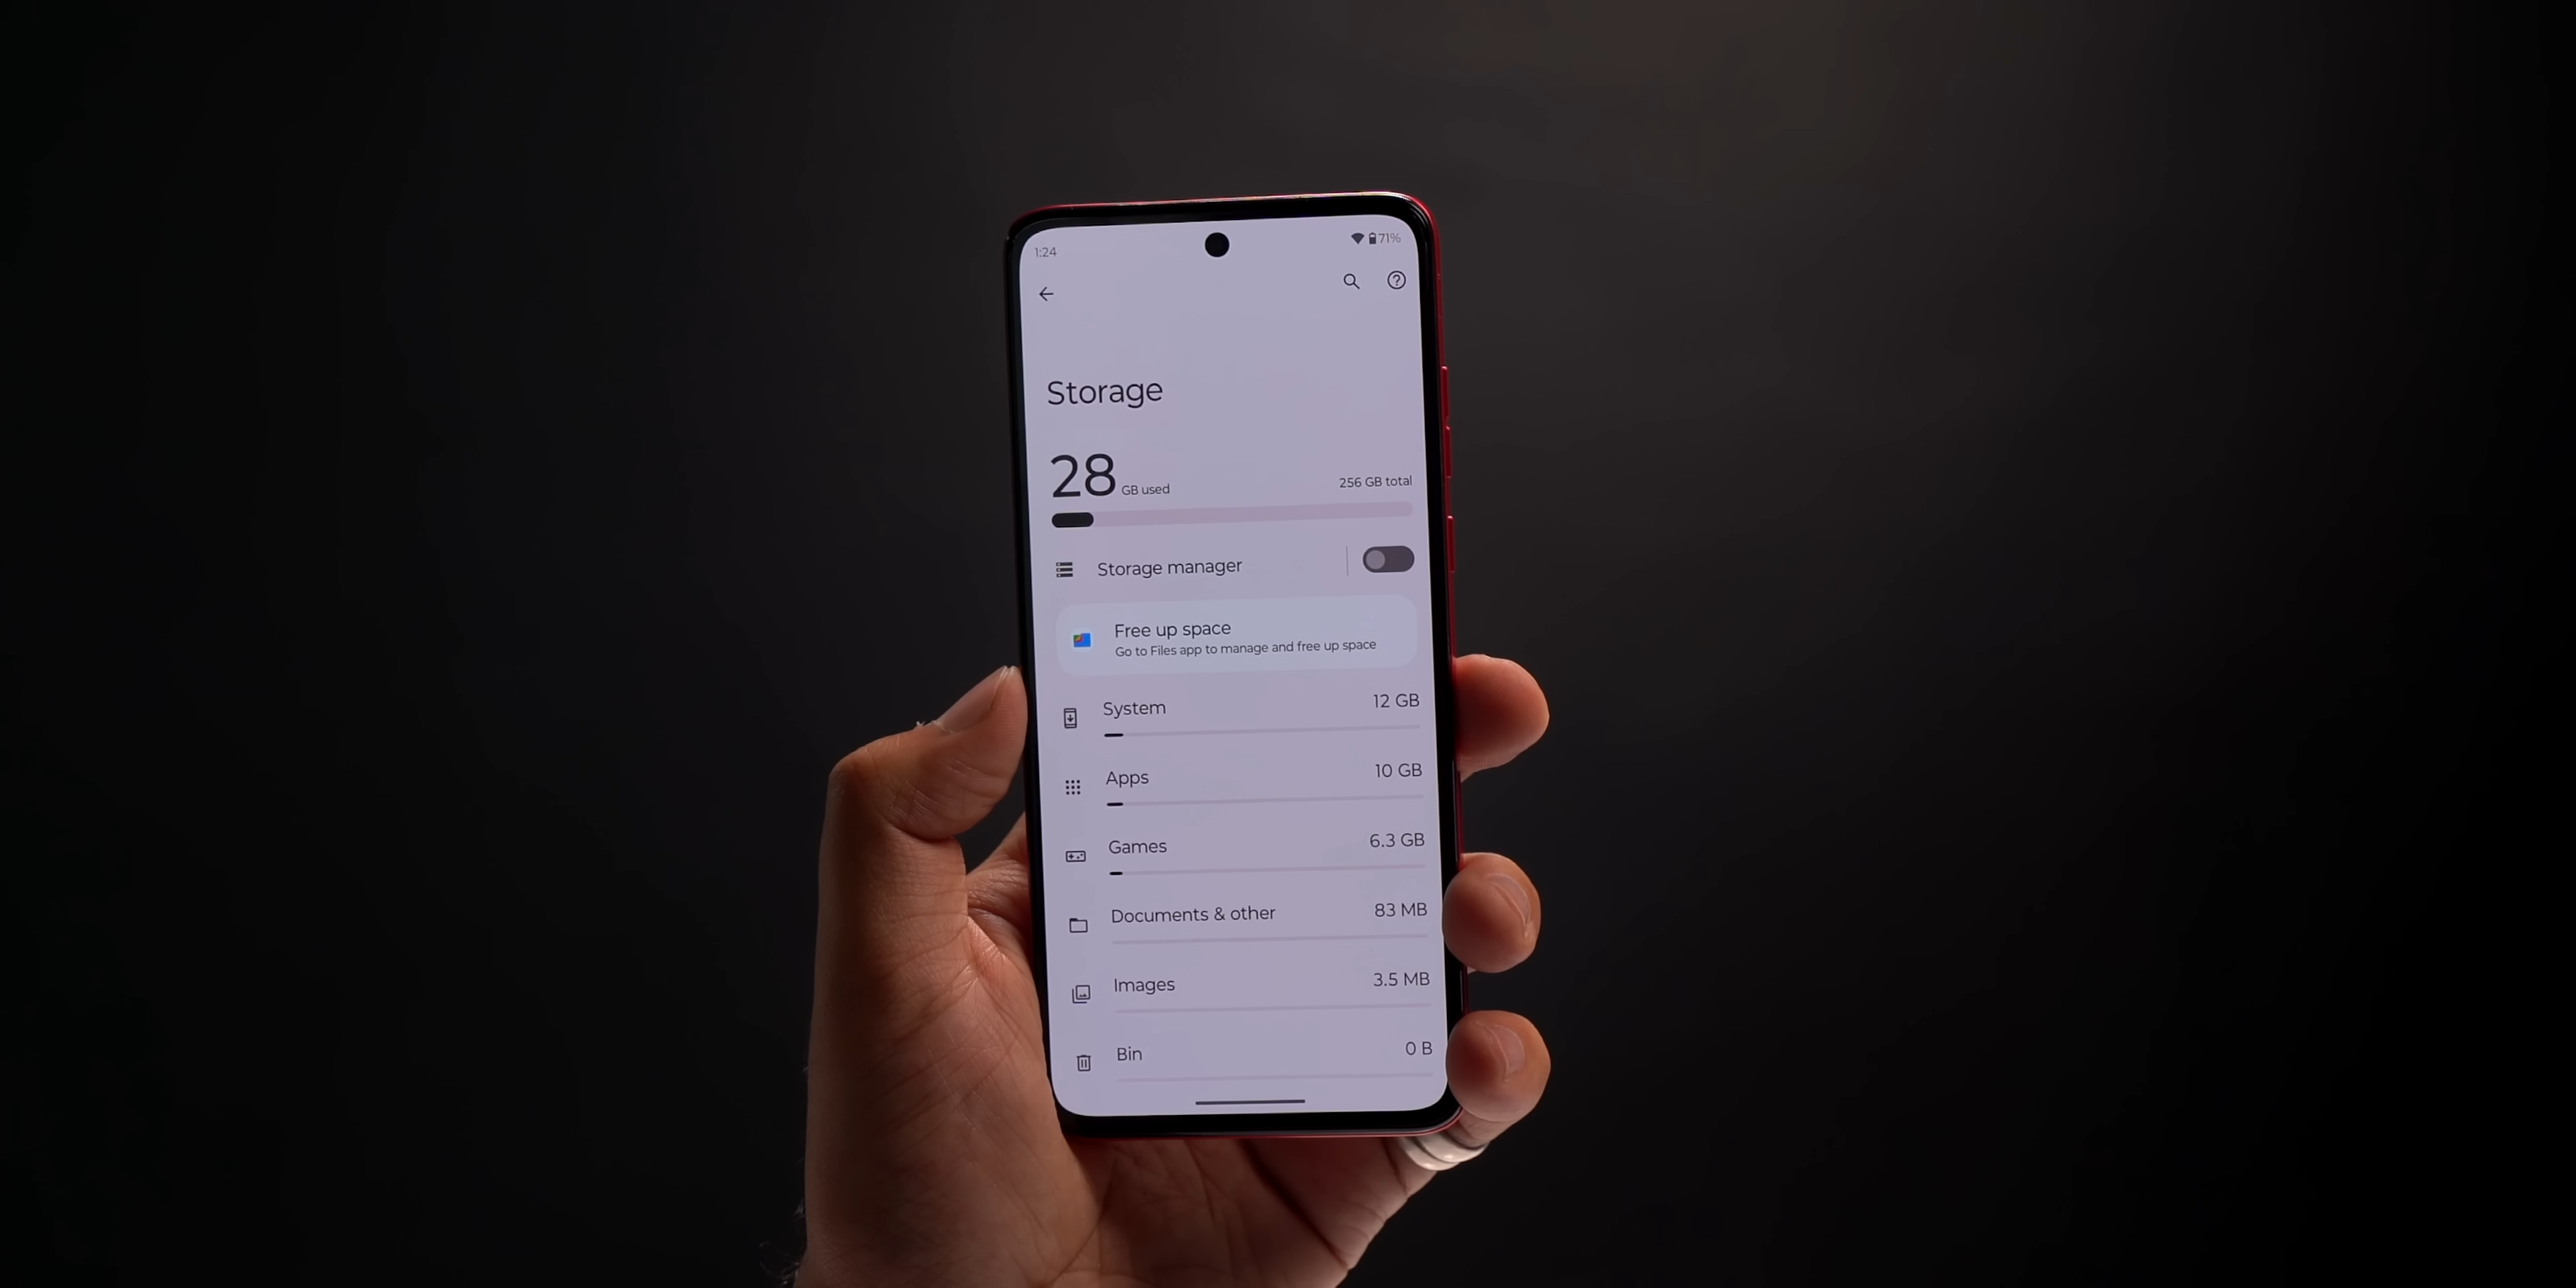 1:24
71%
Storage
28 GB used 256 GB total
Storage manager
Free up space
Go to Files app to manage and free up space
System 12 GB
Apps 10 GB
Games 6.3 GB
Documents & other 83 MB
Images 3.5 MB
Bin 0 B